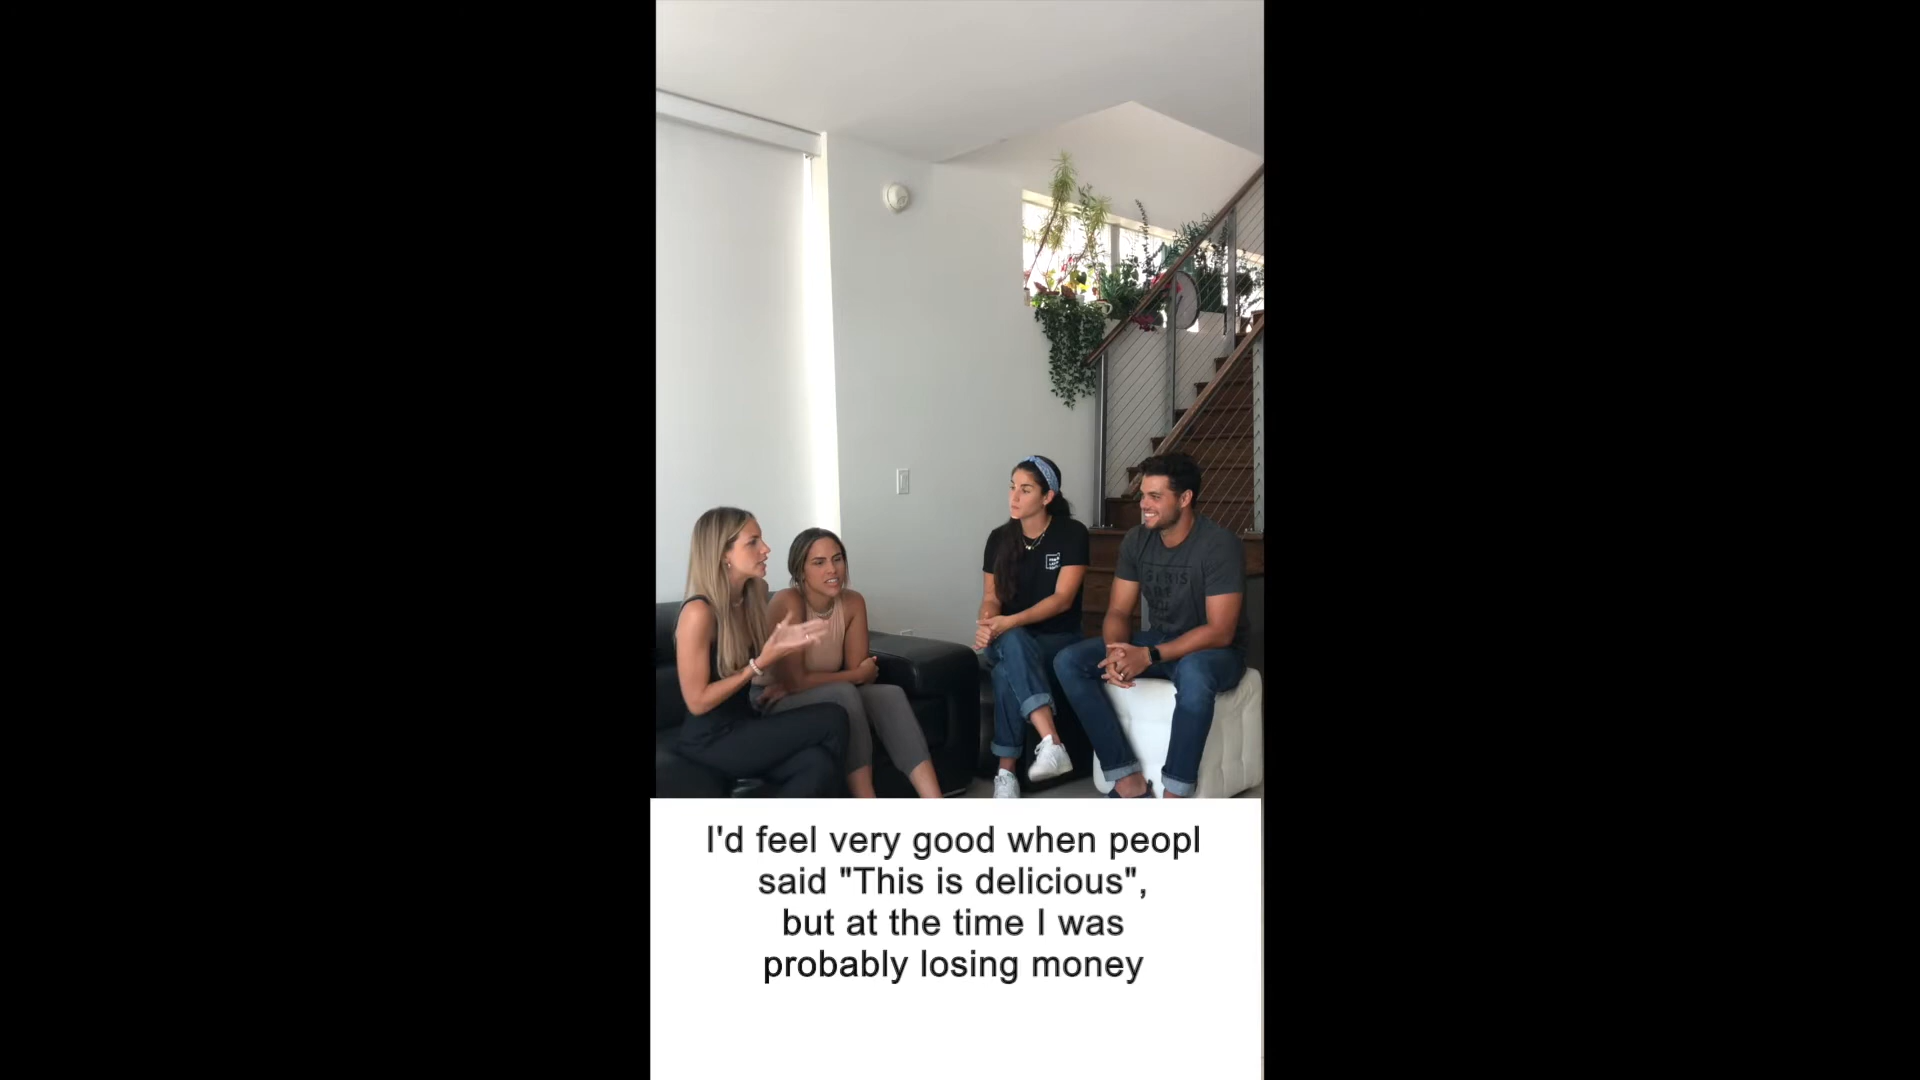 I'd feel very good when peopl
said "This is delicious",
but at the time I was
probably losing money